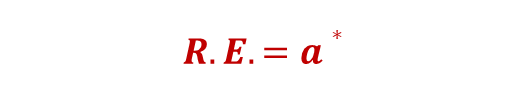 R. E. = a *